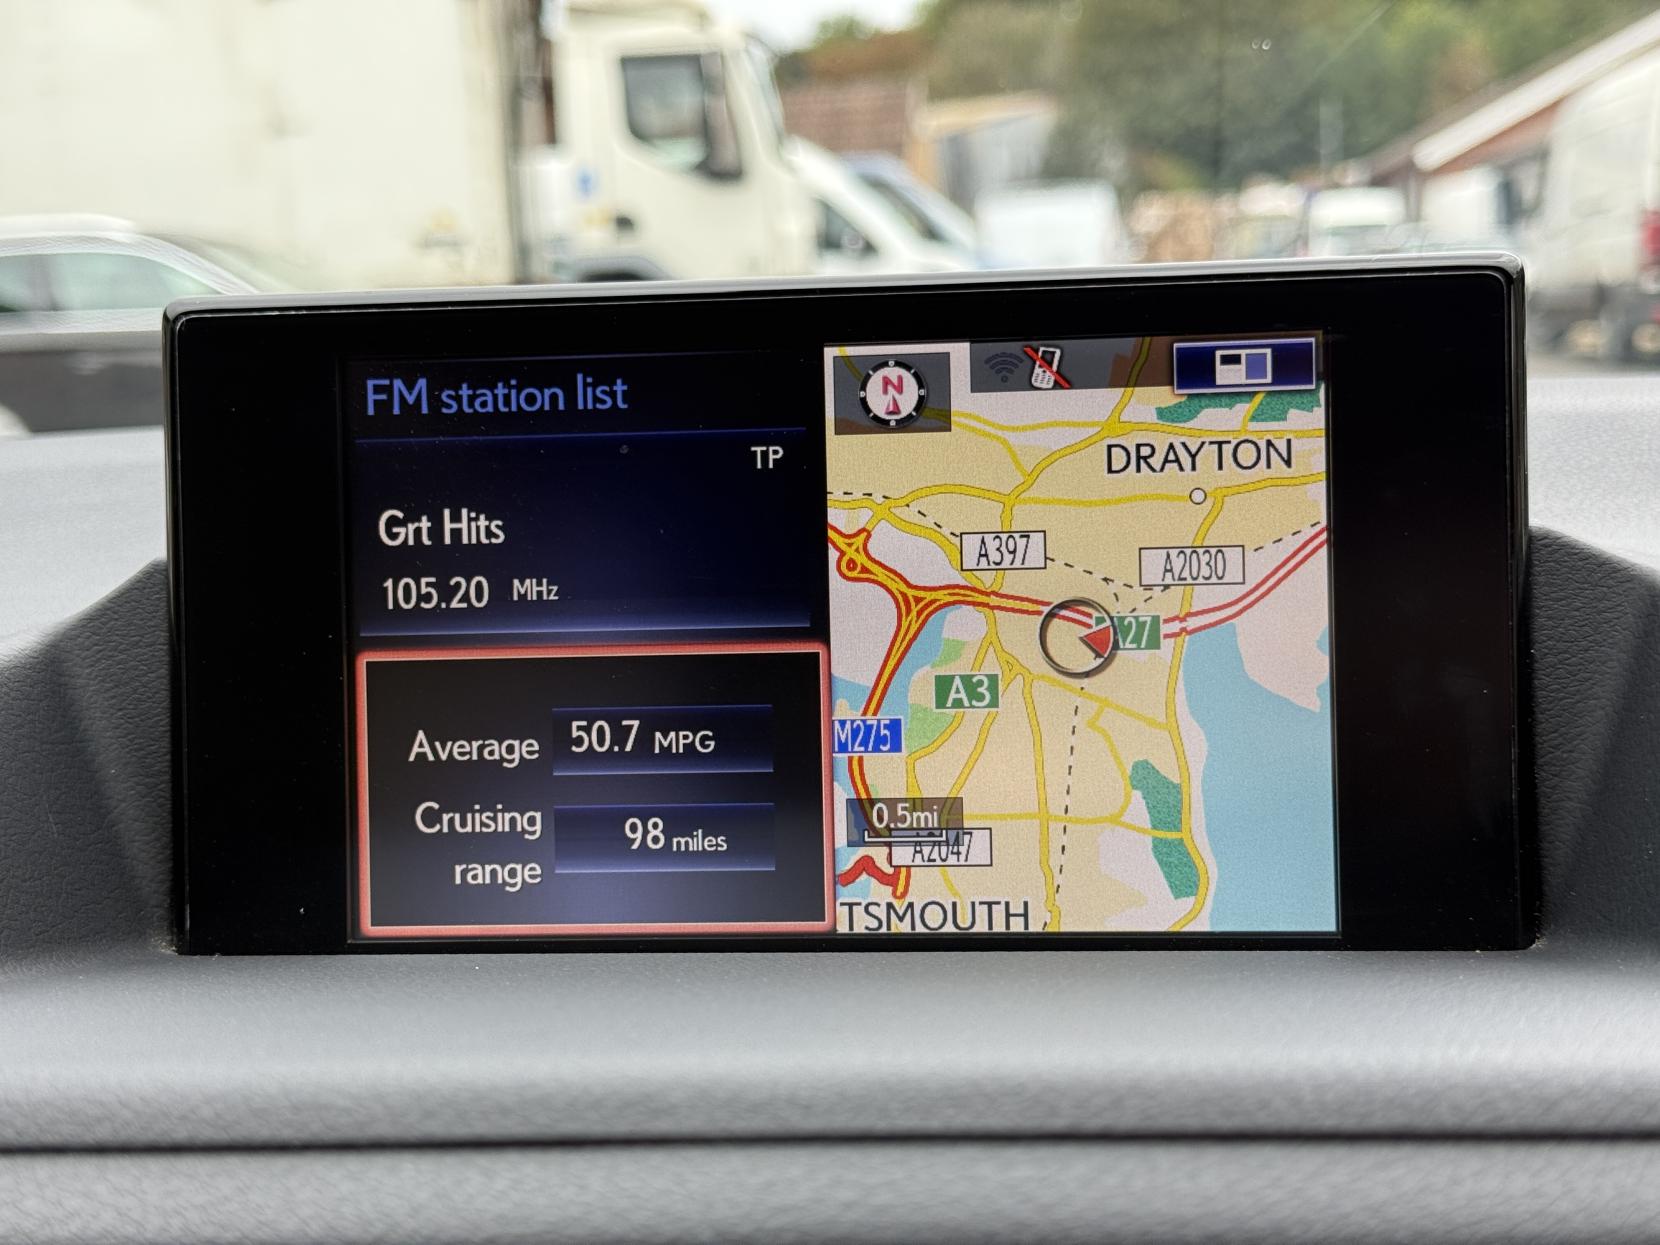 FM station list
TP
Grt Hits
105.20 MHz
Average 50.7 MPG
Cruising range 98 miles
N
DRAYTON
A397
A2030
A27
A3
M275
0.5mi
A2047
TSMOUTH